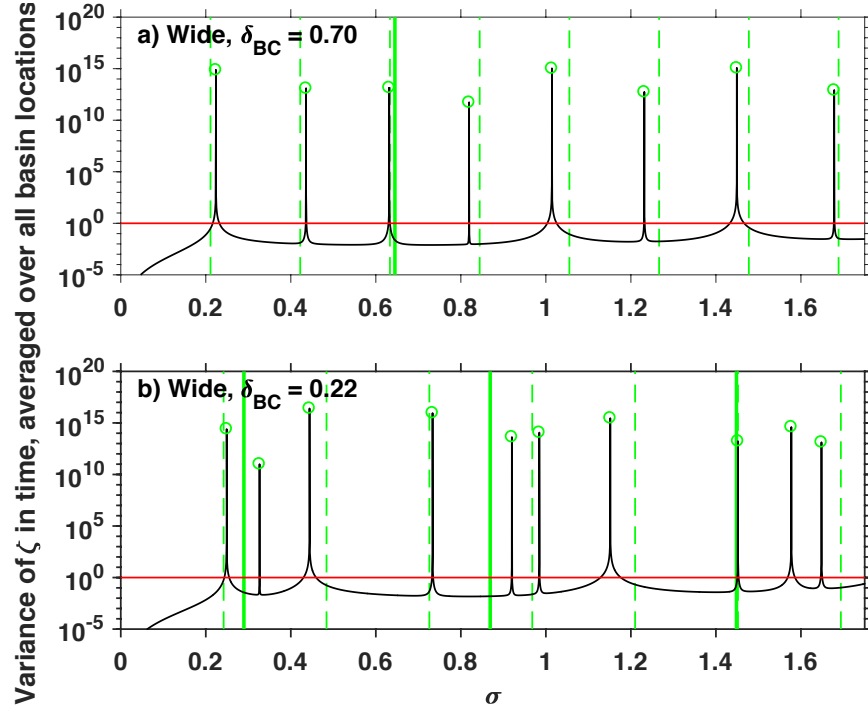 Variance of ζ in time, averaged over all basin locations
a) Wide, δ_BC = 0.70
10^20
10^15
10^10
10^5
10^0
10^-5
0 0.2 0.4 0.6 0.8 1 1.2 1.4 1.6
σ
b) Wide, δ_BC = 0.22
10^20
10^15
10^10
10^5
10^0
10^-5
0 0.2 0.4 0.6 0.8 1 1.2 1.4 1.6
σ